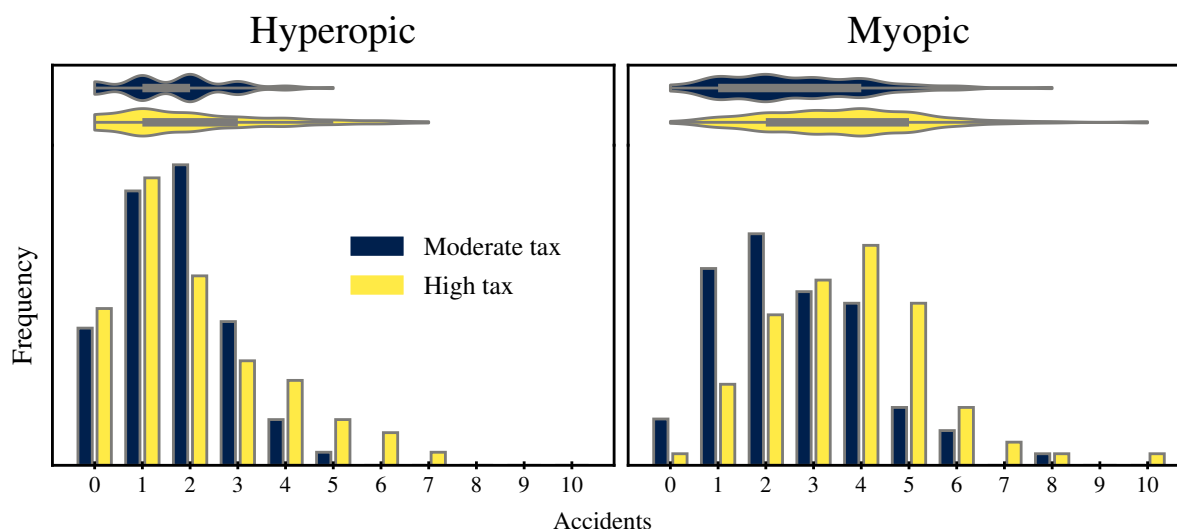 Hyperopic
Myopic
Frequency
Moderate tax
High tax
0 1 2 3 4 5 6 7 8 9 10
0 1 2 3 4 5 6 7 8 9 10
Accidents